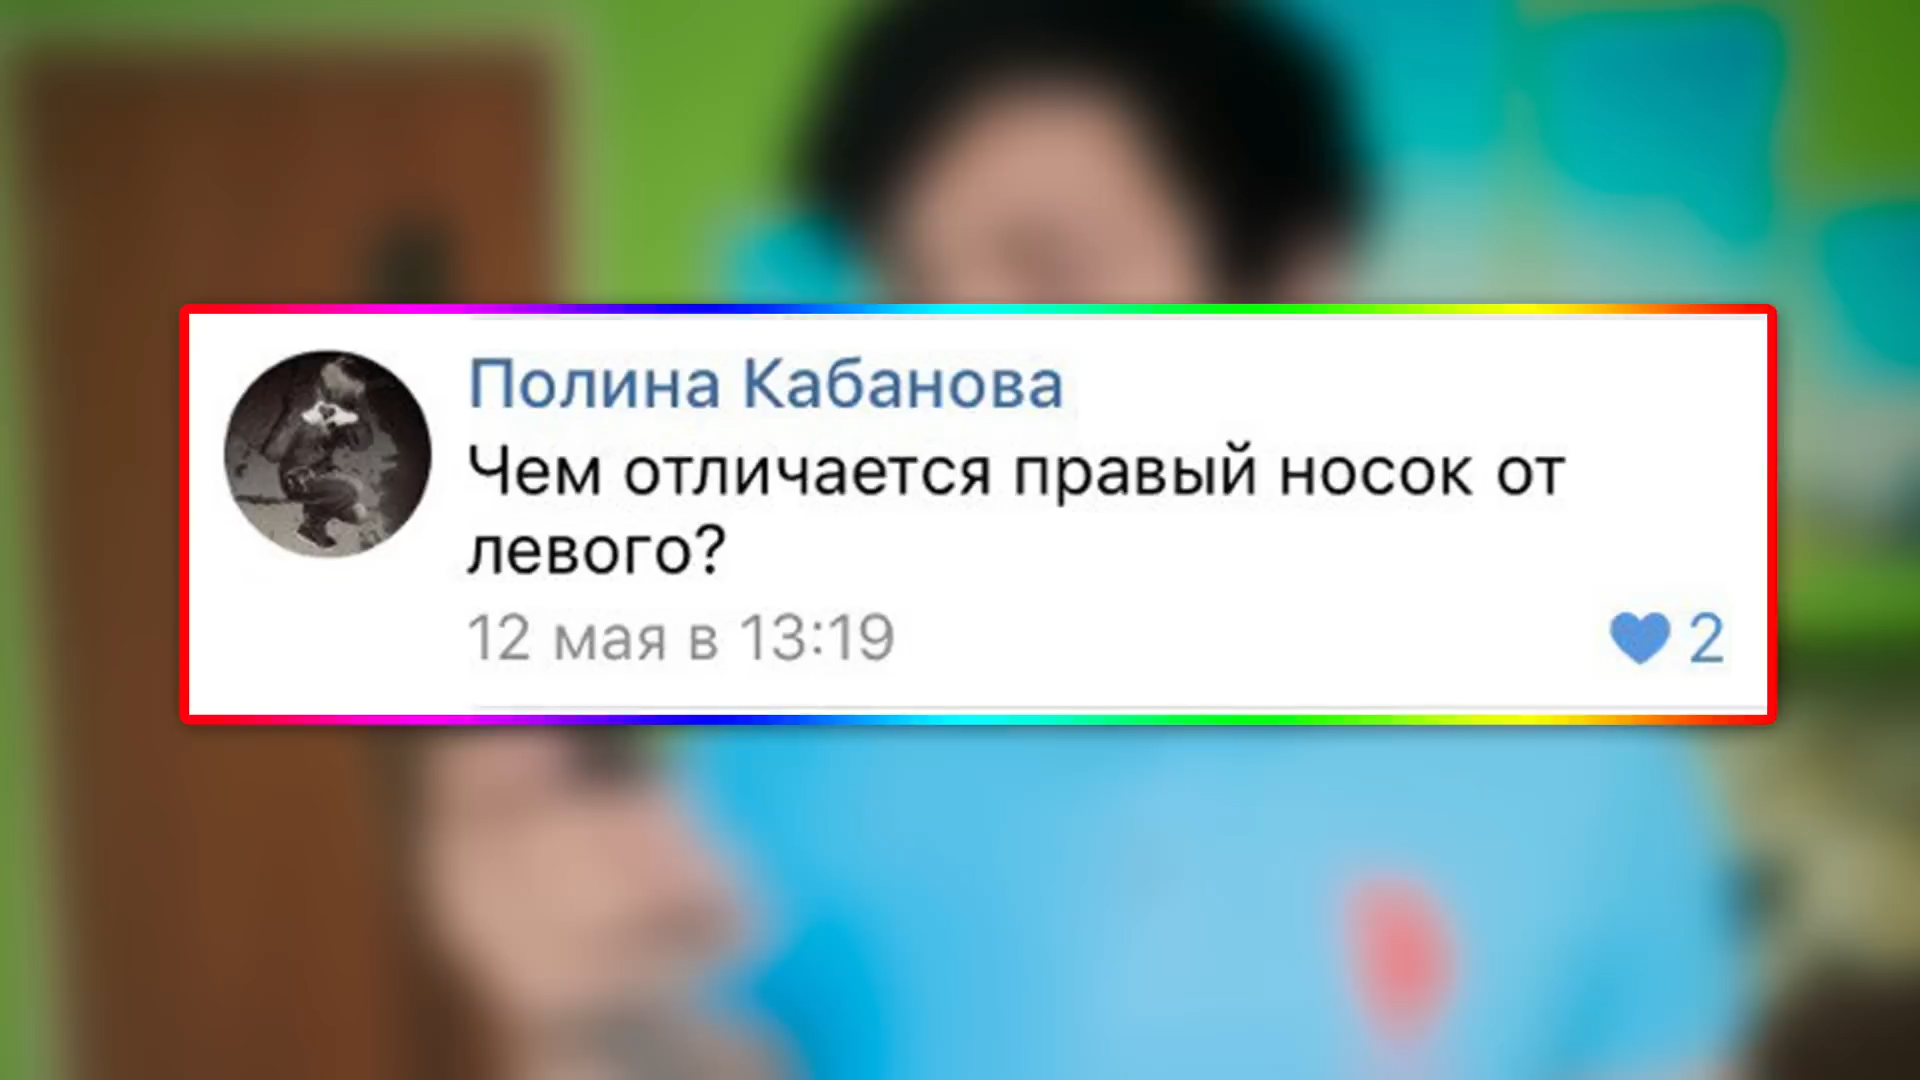 Полина Кабанова
Чем отличается правый носок от
левого?
12 мая в 13:19
2